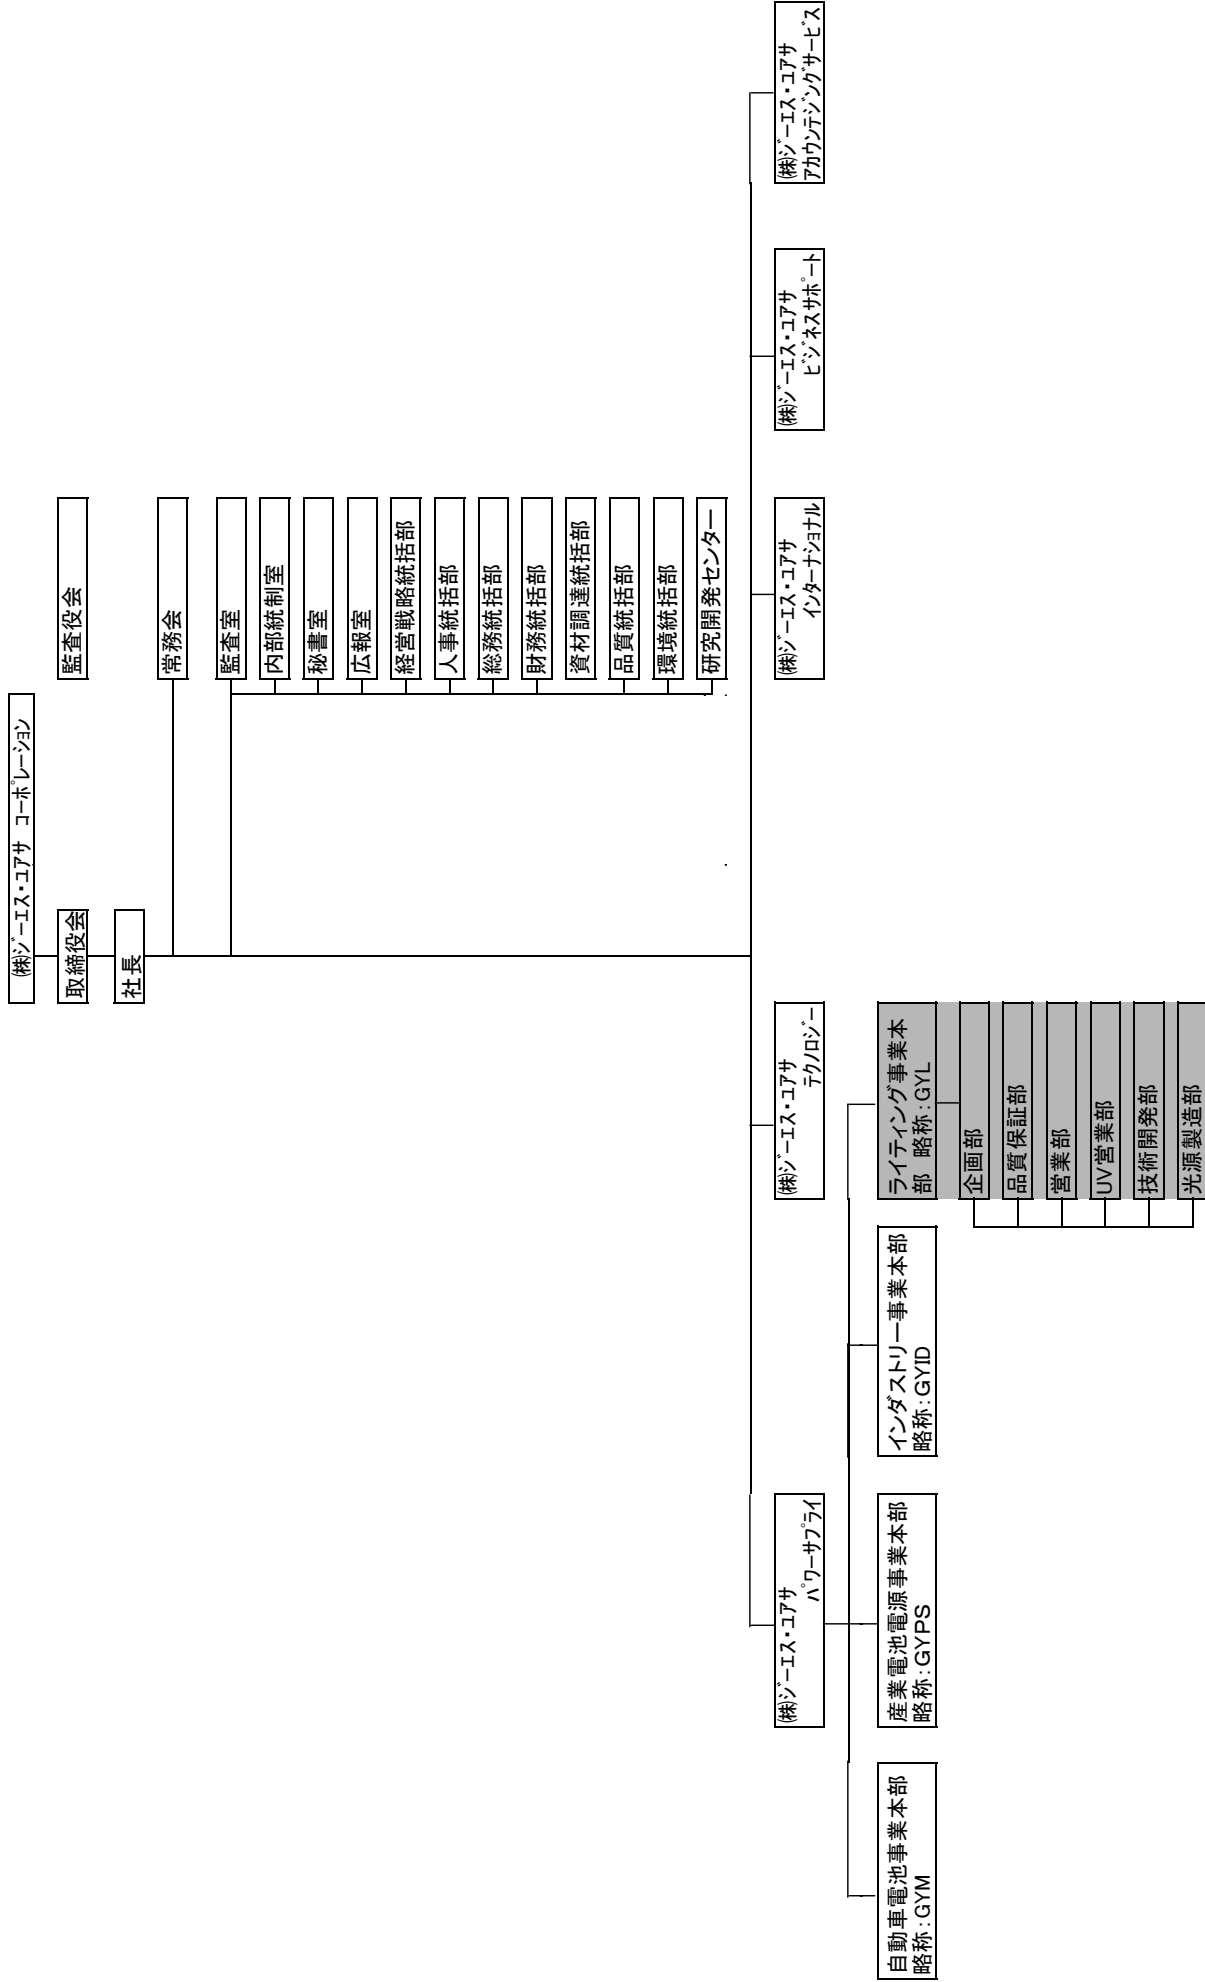 ㈱ジーエス・ユアサ コーポレーション
取締役会
監査役会
社長
常務会
監査室
内部統制室
秘書室
広報室
経営戦略統括部
人事統括部
総務統括部
財務統括部
資材調達統括部
品質統括部
環境統括部
研究開発センター
㈱ジーエス・ユアサ
パワーサプライ
㈱ジーエス・ユアサ
テクノロジー
㈱ジーエス・ユアサ
インターナショナル
㈱ジーエス・ユアサ
ビジネスサポート
㈱ジーエス・ユアサ
アカウンテジングサービス
自動車電池事業本部
略称:GYM
産業電池電源事業本部
略称:GYPS
インダストリー事業本部
略称:GYID
ライティング事業本
部 略称:GYL
企画部
品質保証部
営業部
UV営業部
技術開発部
光源製造部